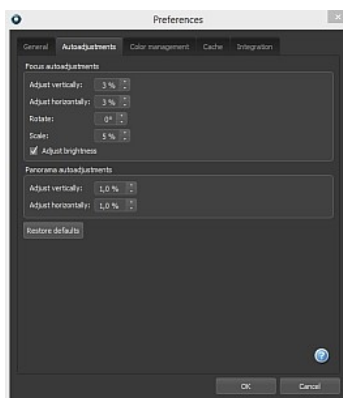 Preferences
General Autoadjustments Color management Cache Integration
Focus autoadjustments
Adjust vertically: 3 %
Adjust horizontally: 3 %
Rotate: 0°
Scale: 5 %
Adjust brightness
Panorama autoadjustments
Adjust vertically: 1,0 %
Adjust horizontally: 1,0 %
Restore defaults
?
OK Cancel